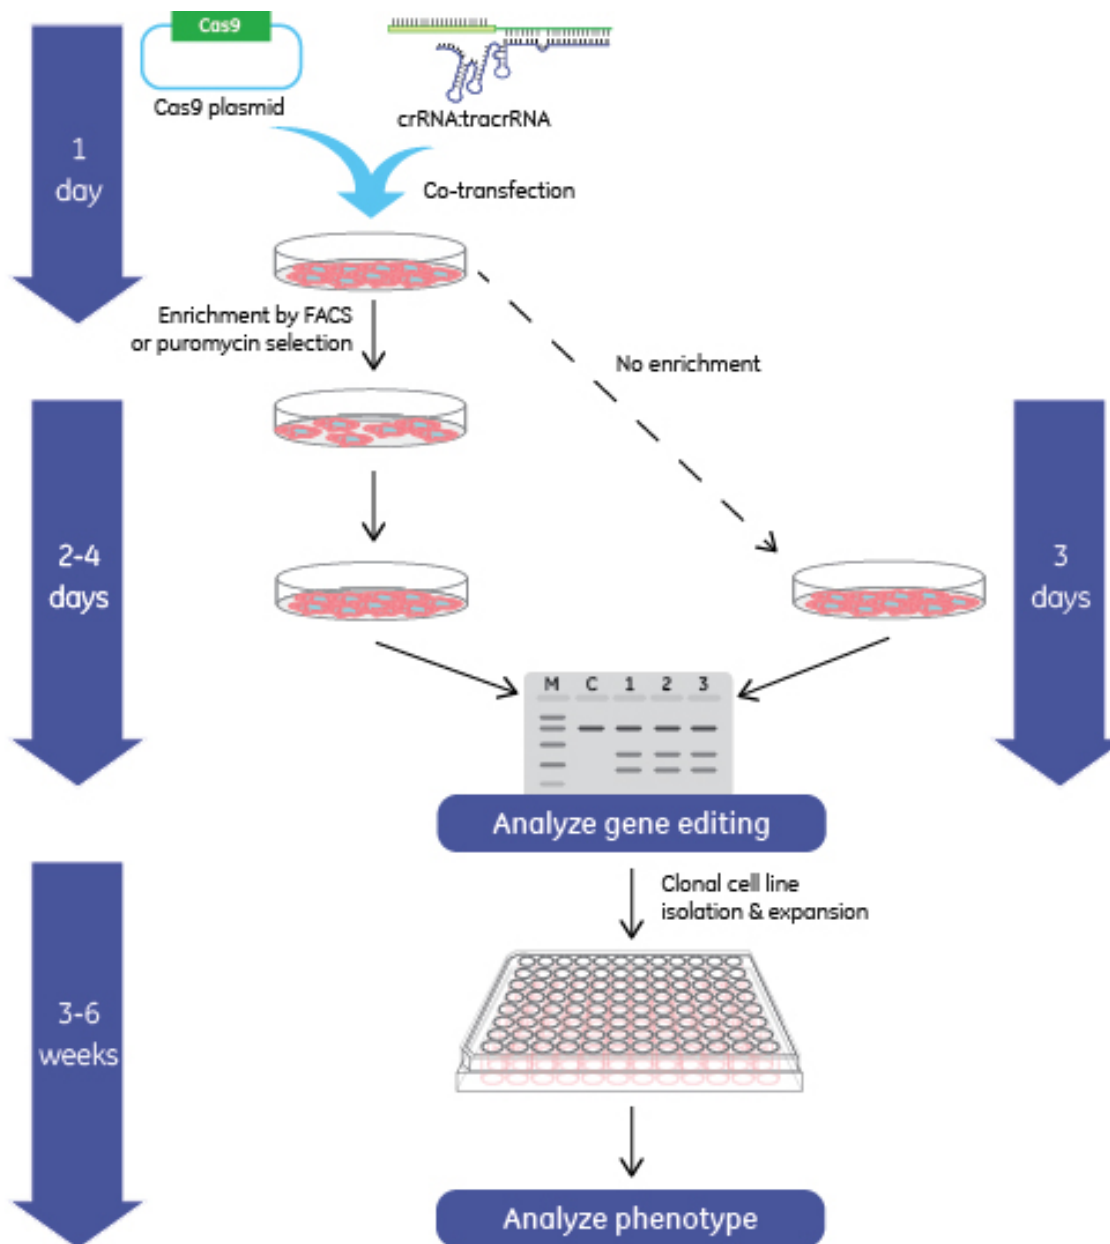 Cas9
Cas9 plasmid
crRNA:tracrRNA
1
day
Co-transfection
Enrichment by FACS
or puromycin selection
No enrichment
2-4
days
3
days
M C 1 2 3
Analyze gene editing
Clonal cell line
isolation & expansion
3-6
weeks
Analyze phenotype